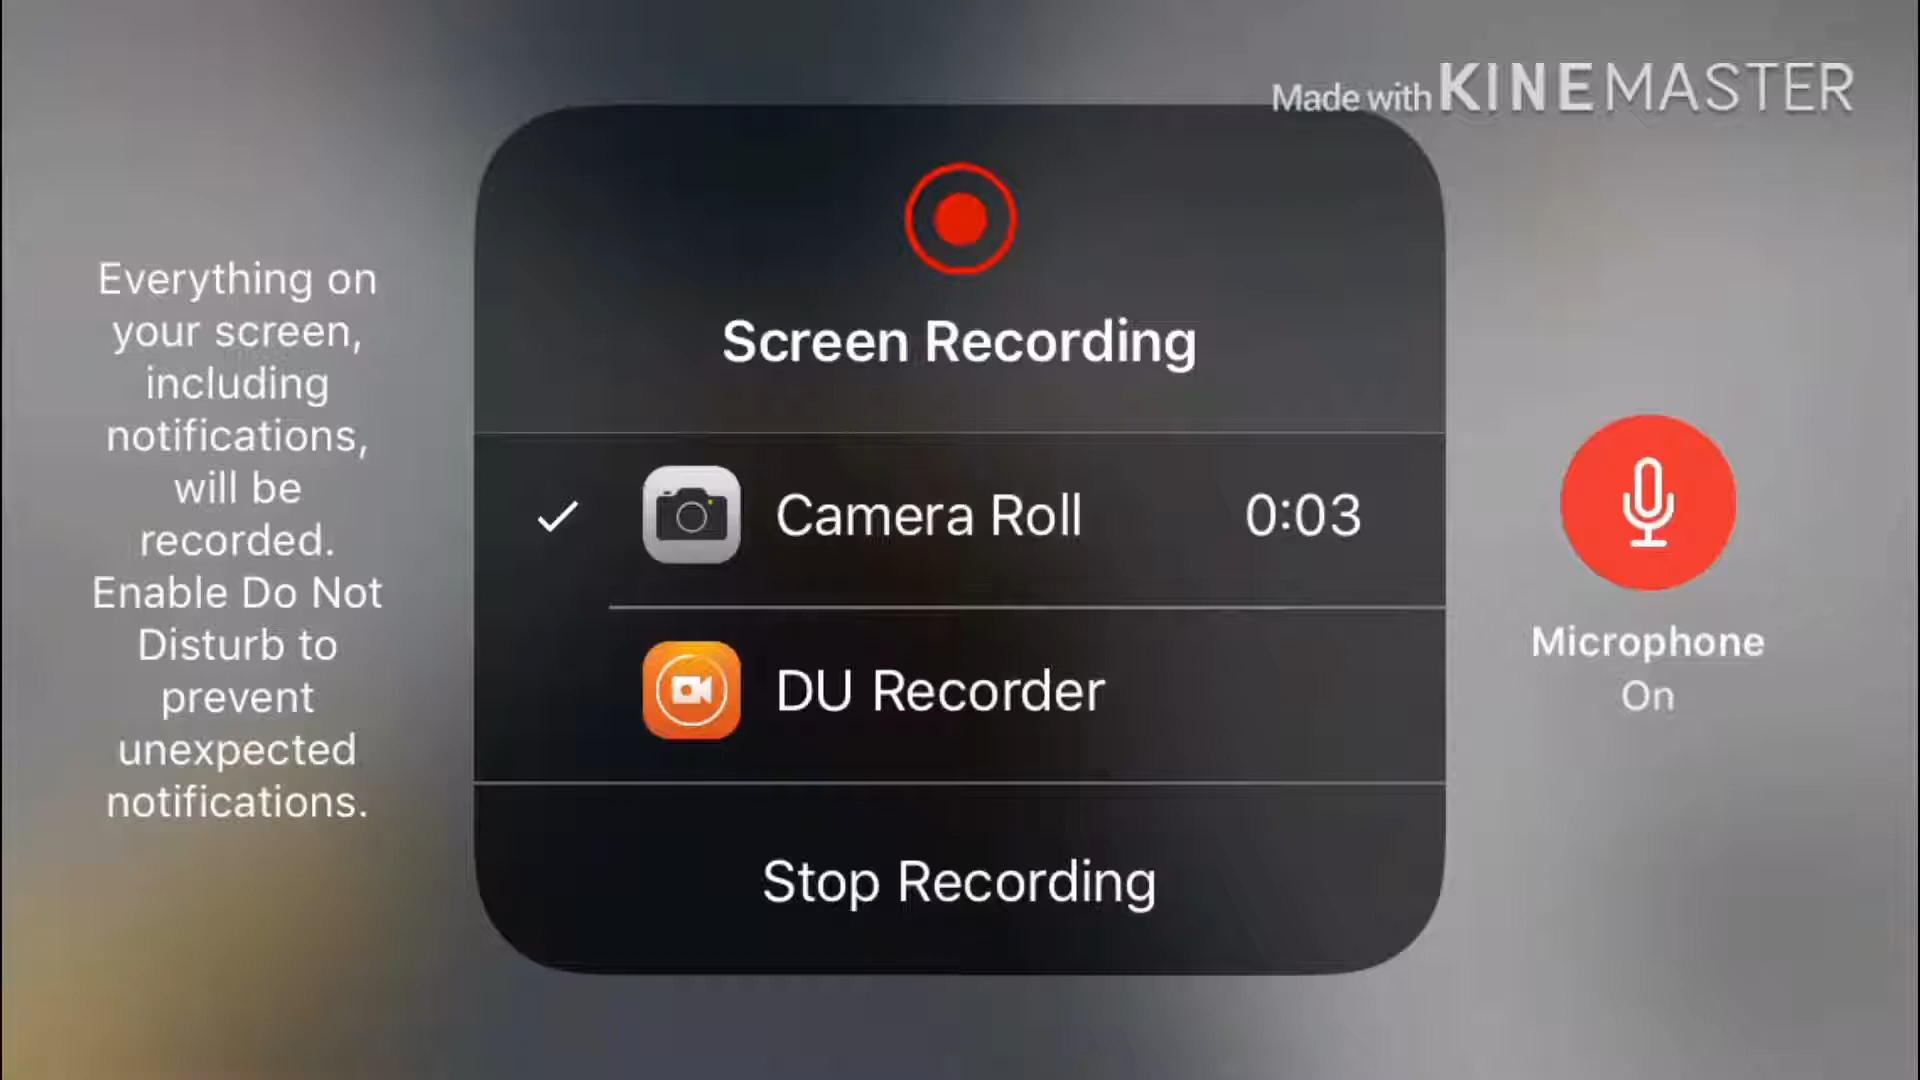 Made with KINEMASTER
Everything on
your screen,
including
notifications,
will be
recorded.
Enable Do Not
Disturb to
prevent
unexpected
notifications.
Screen Recording
Camera Roll 0:03
DU Recorder
Stop Recording
Microphone
On